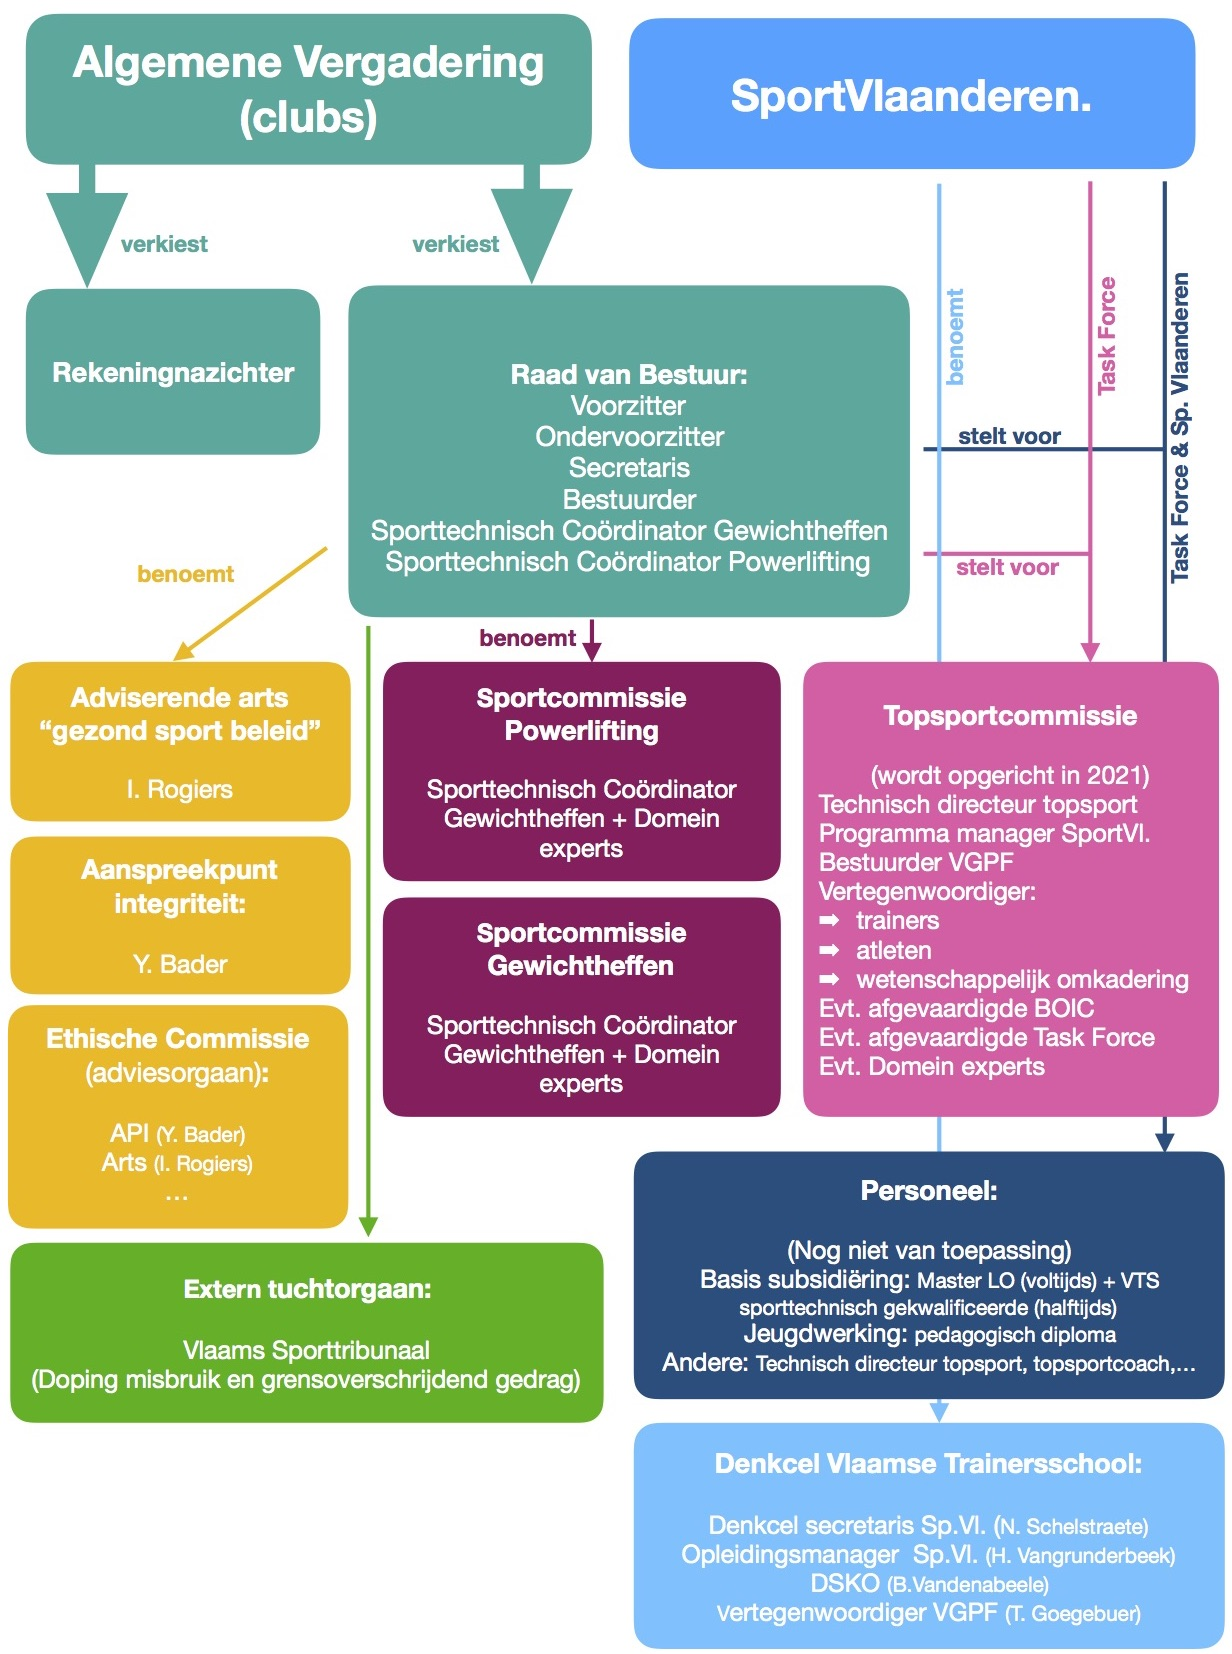 Algemene Vergadering
(clubs)
SportVlaanderen.
verkiest
verkiest
Rekeningnazichter
Raad van Bestuur:
Voorzitter
Ondervoorzitter
Secretaris
Bestuurder
Sporttechnisch Coördinator Gewichtheffen
Sporttechnisch Coördinator Powerlifting
benoemt
Task Force
Task Force & Sp. Vlaanderen
stelt voor
stelt voor
benoemt
benoemt
Adviserende arts
“gezond sport beleid”
I. Rogiers
Aanspreekpunt
integriteit:
Y. Bader
Ethische Commissie
(adviesorgaan):
API (Y. Bader)
Arts (I. Rogiers)
...
Sportcommissie
Powerlifting
Sporttechnisch Coördinator
Gewichtheffen + Domein
experts
Sportcommissie
Gewichtheffen
Sporttechnisch Coördinator
Gewichtheffen + Domein
experts
Topsportcommissie
(wordt opgericht in 2021)
Technisch directeur topsport
Programma manager SportVl.
Bestuurder VGPF
Vertegenwoordiger:
➡ trainers
➡ atleten
➡ wetenschappelijk omkadering
Evt. afgevaardigde BOIC
Evt. afgevaardigde Task Force
Evt. Domein experts
Extern tuchtorgaan:
Vlaams Sporttribunaal
(Doping misbruik en grensoverschrijdend gedrag)
Personeel:
(Nog niet van toepassing)
Basis subsidiëring: Master LO (voltijds) + VTS
sporttechnisch gekwalificeerde (halftijds)
Jeugdwerking: pedagogisch diploma
Andere: Technisch directeur topsport, topsportcoach,...
Denkcel Vlaamse Trainersschool:
Denkcel secretaris Sp.Vl. (N. Schelstraete)
Opleidingsmanager Sp.Vl. (H. Vangrunderbeek)
DSKO (B.Vandenabeele)
Vertegenwoordiger VGPF (T. Goegebuer)